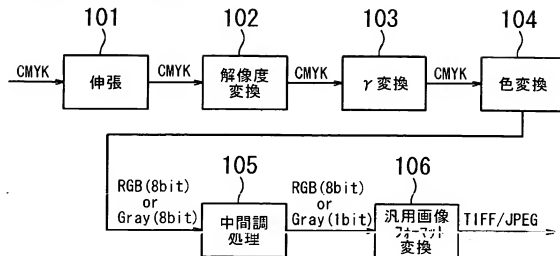 101
102
103
104
CMYK
伸張
CMYK
解像度
変換
CMYK
γ変換
CMYK
色変換
105
106
RGB(8bit)
or
Gray(8bit)
中間調
処理
RGB(8bit)
or
Gray(1bit)
汎用画像
フォーマット
変換
TIFF/JPEG